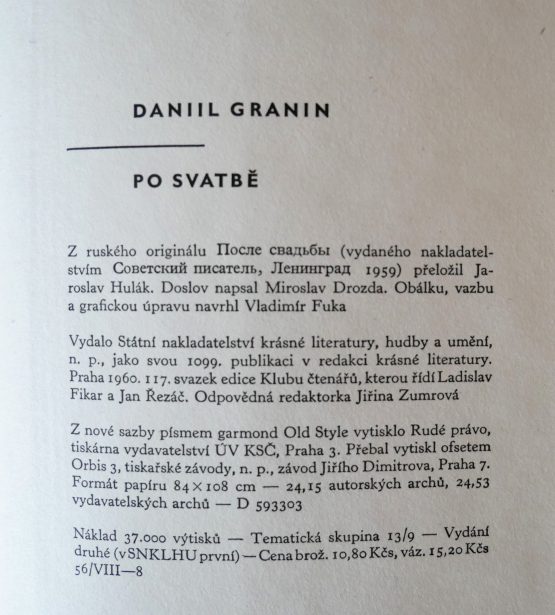 DANIIL GRANIN
PO SVATBĚ
Z ruského originálu После свадьбы (vydaného nakladatel-
stvím Советский писатель, Ленинград 1959) přeložil Ja-
roslav Hulák. Doslov napsal Miroslav Drozda. Obálku, vazbu
a grafickou úpravu navrhl Vladimír Fuka
Vydalo Státní nakladatelství krásné literatury, hudby a umění,
n. p., jako svou 1099. publikaci v redakci krásné literatury.
Praha 1960. 117. svazek edice Klubu čtenářů, kterou řídí Ladislav
Fikar a Jan Řezáč. Odpovědná redaktorka Jiřina Zumrová
Z nové sazby písmem garmond Old Style vytisklo Rudé právo,
tiskárna vydavatelství ÚV KSČ, Praha 3. Přebal vytiskl ofsetem
Orbis 3, tiskařské závody, n. p., závod Jiřího Dimitrova, Praha 7.
Formát papíru 84×108 cm — 24,15 autorských archů, 24,53
vydavatelských archů — D 593303
Náklad 37.000 výtisků — Tematická skupina 13/9 — Vydání
druhé (v SNKLHU první) — Cena brož. 10,80 Kčs, váz. 15,20 Kčs
56/VIII—8